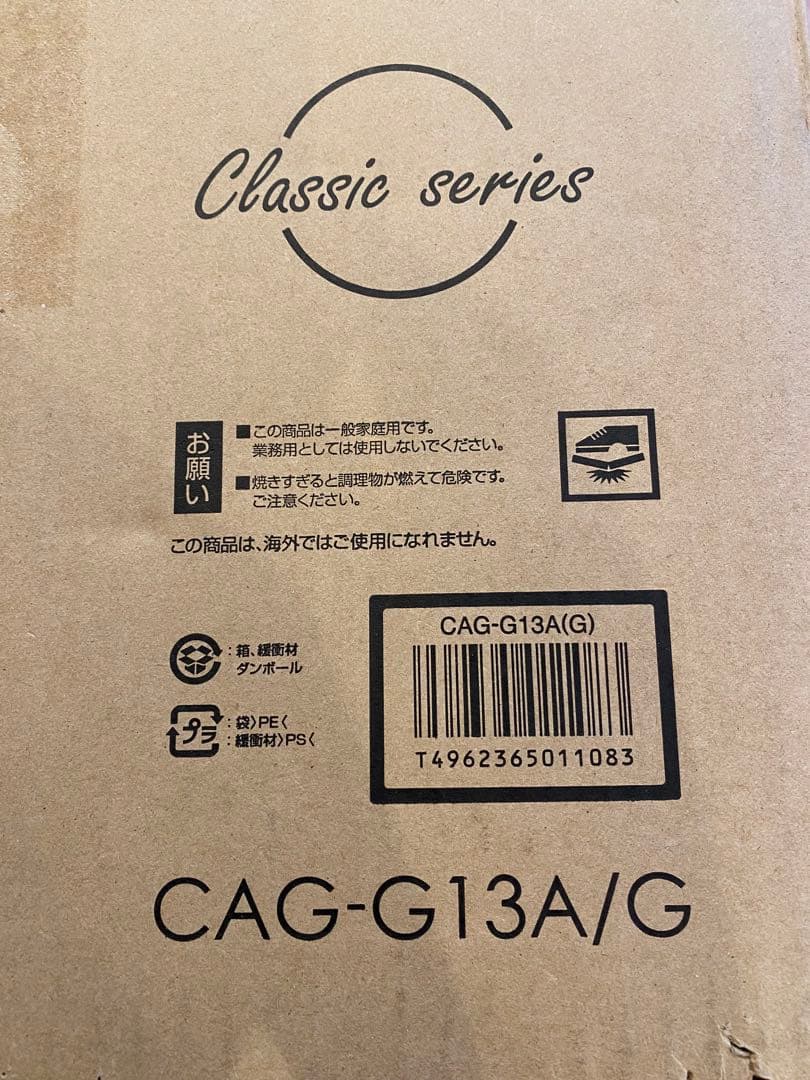 Classic series
お願い
■この商品は一般家庭用です。
業務用としては使用しないでください。
■焼きすぎると調理物が燃えて危険です。
ご注意ください。
この商品は、海外ではご使用になれません。
：箱、緩衝材
ダンボール
プラ
：袋〉PE〈
：緩衝材〉PS〈
CAG-G13A(G)
T4962365011083
CAG-G13A/G